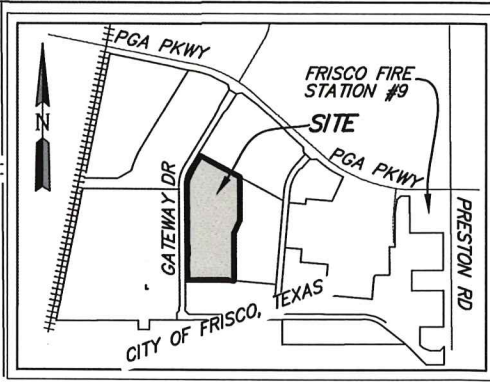 PGA PKWY
FRISCO FIRE
STATION #9
SITE
N
PGA PKWY
GATEWAY DR
PRESTON RD
CITY OF FRISCO, TEXAS